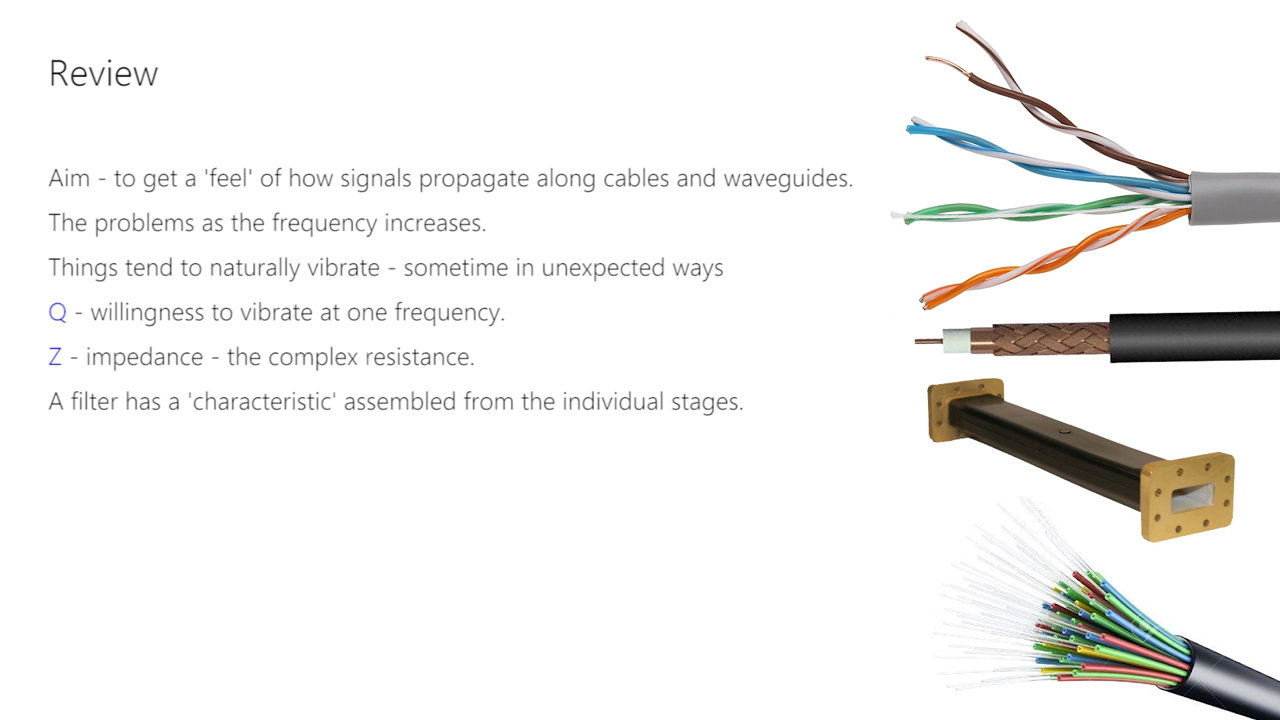 Review
Aim - to get a 'feel' of how signals propagate along cables and waveguides.
The problems as the frequency increases.
Things tend to naturally vibrate - sometime in unexpected ways
Q - willingness to vibrate at one frequency.
Z - impedance - the complex resistance.
A filter has a 'characteristic' assembled from the individual stages.